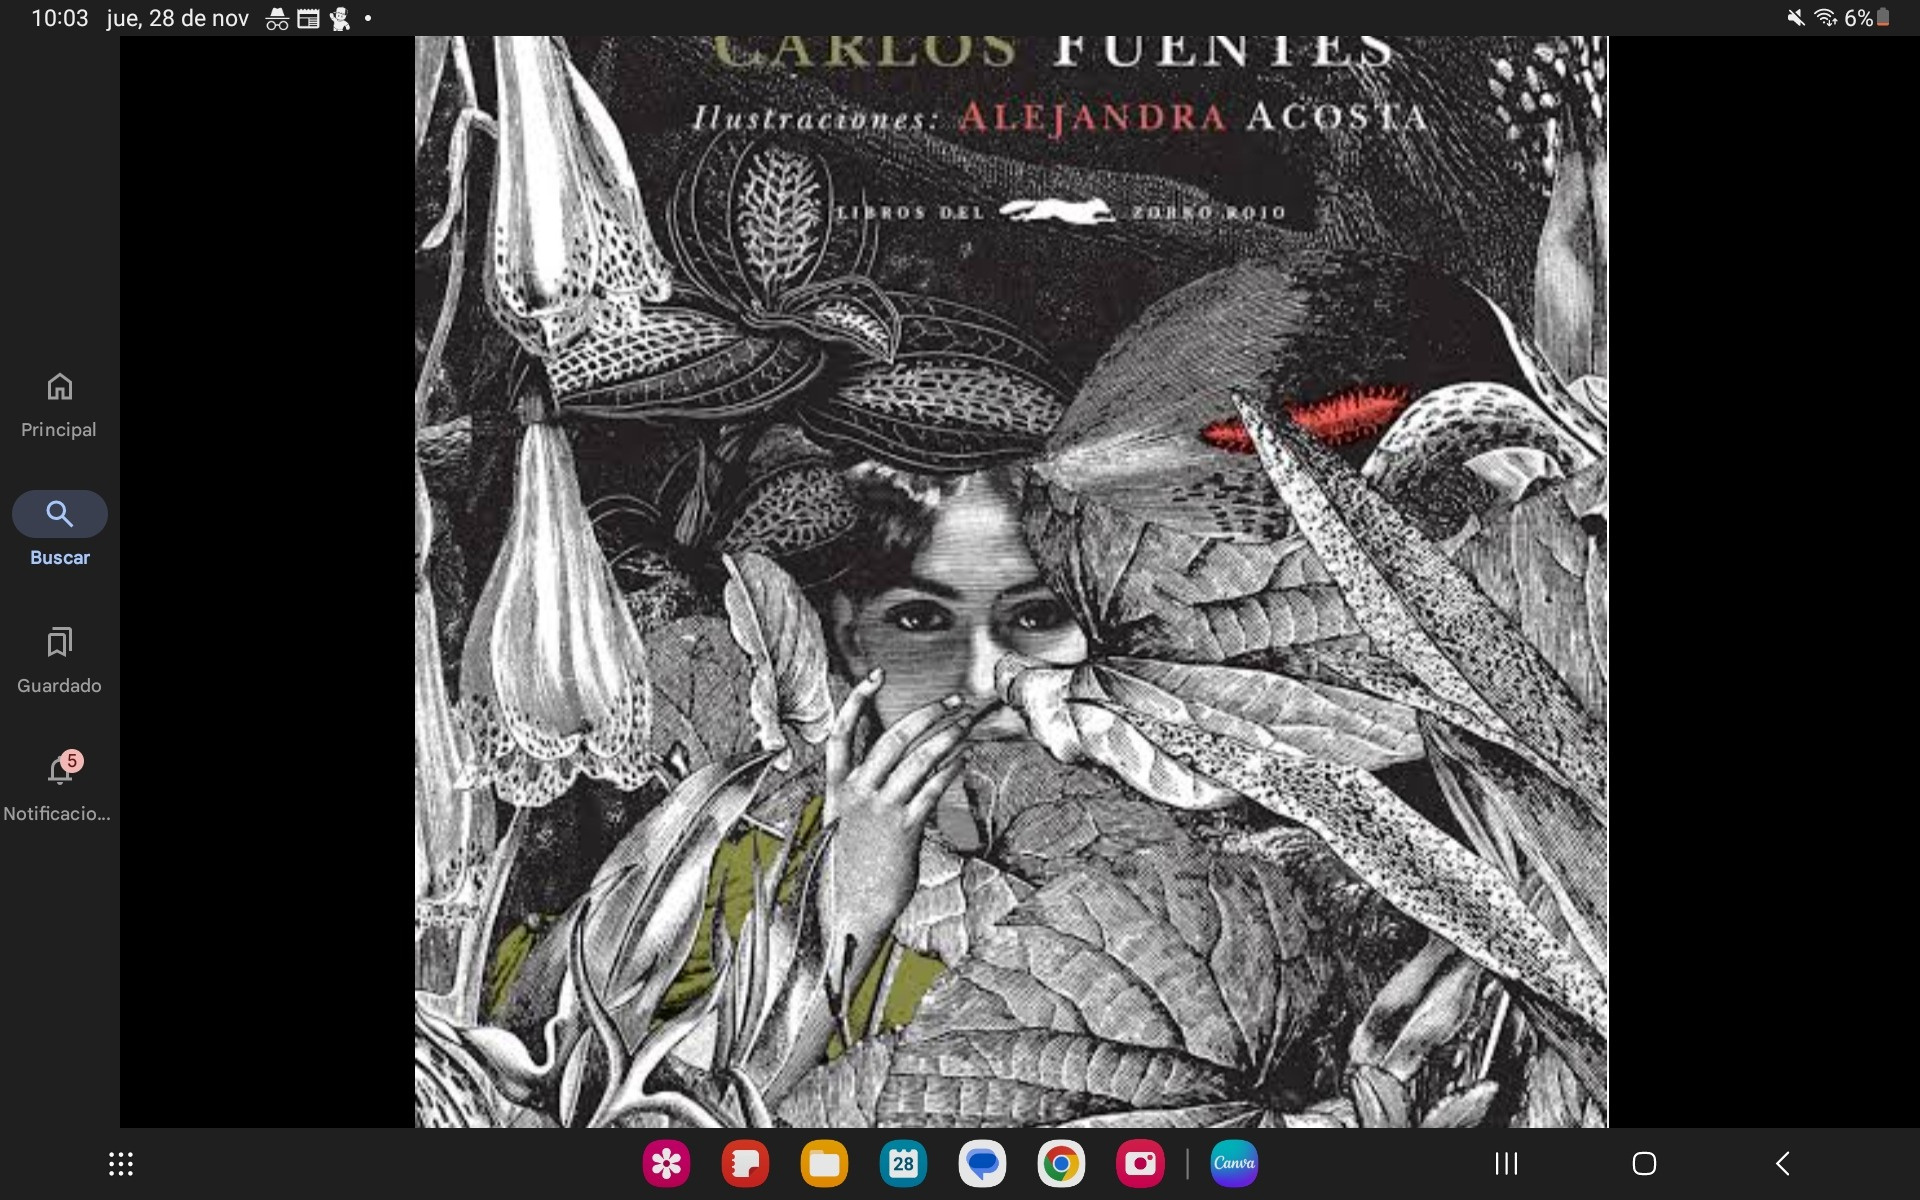 10:03 jue, 28 de nov
6%
CARLOS FUENTES
Ilustraciones: ALEJANDRA ACOSTA
LIBROS DEL ZORRO ROJO
Principal
Buscar
Guardado
5
Notificacio...
28
Canva